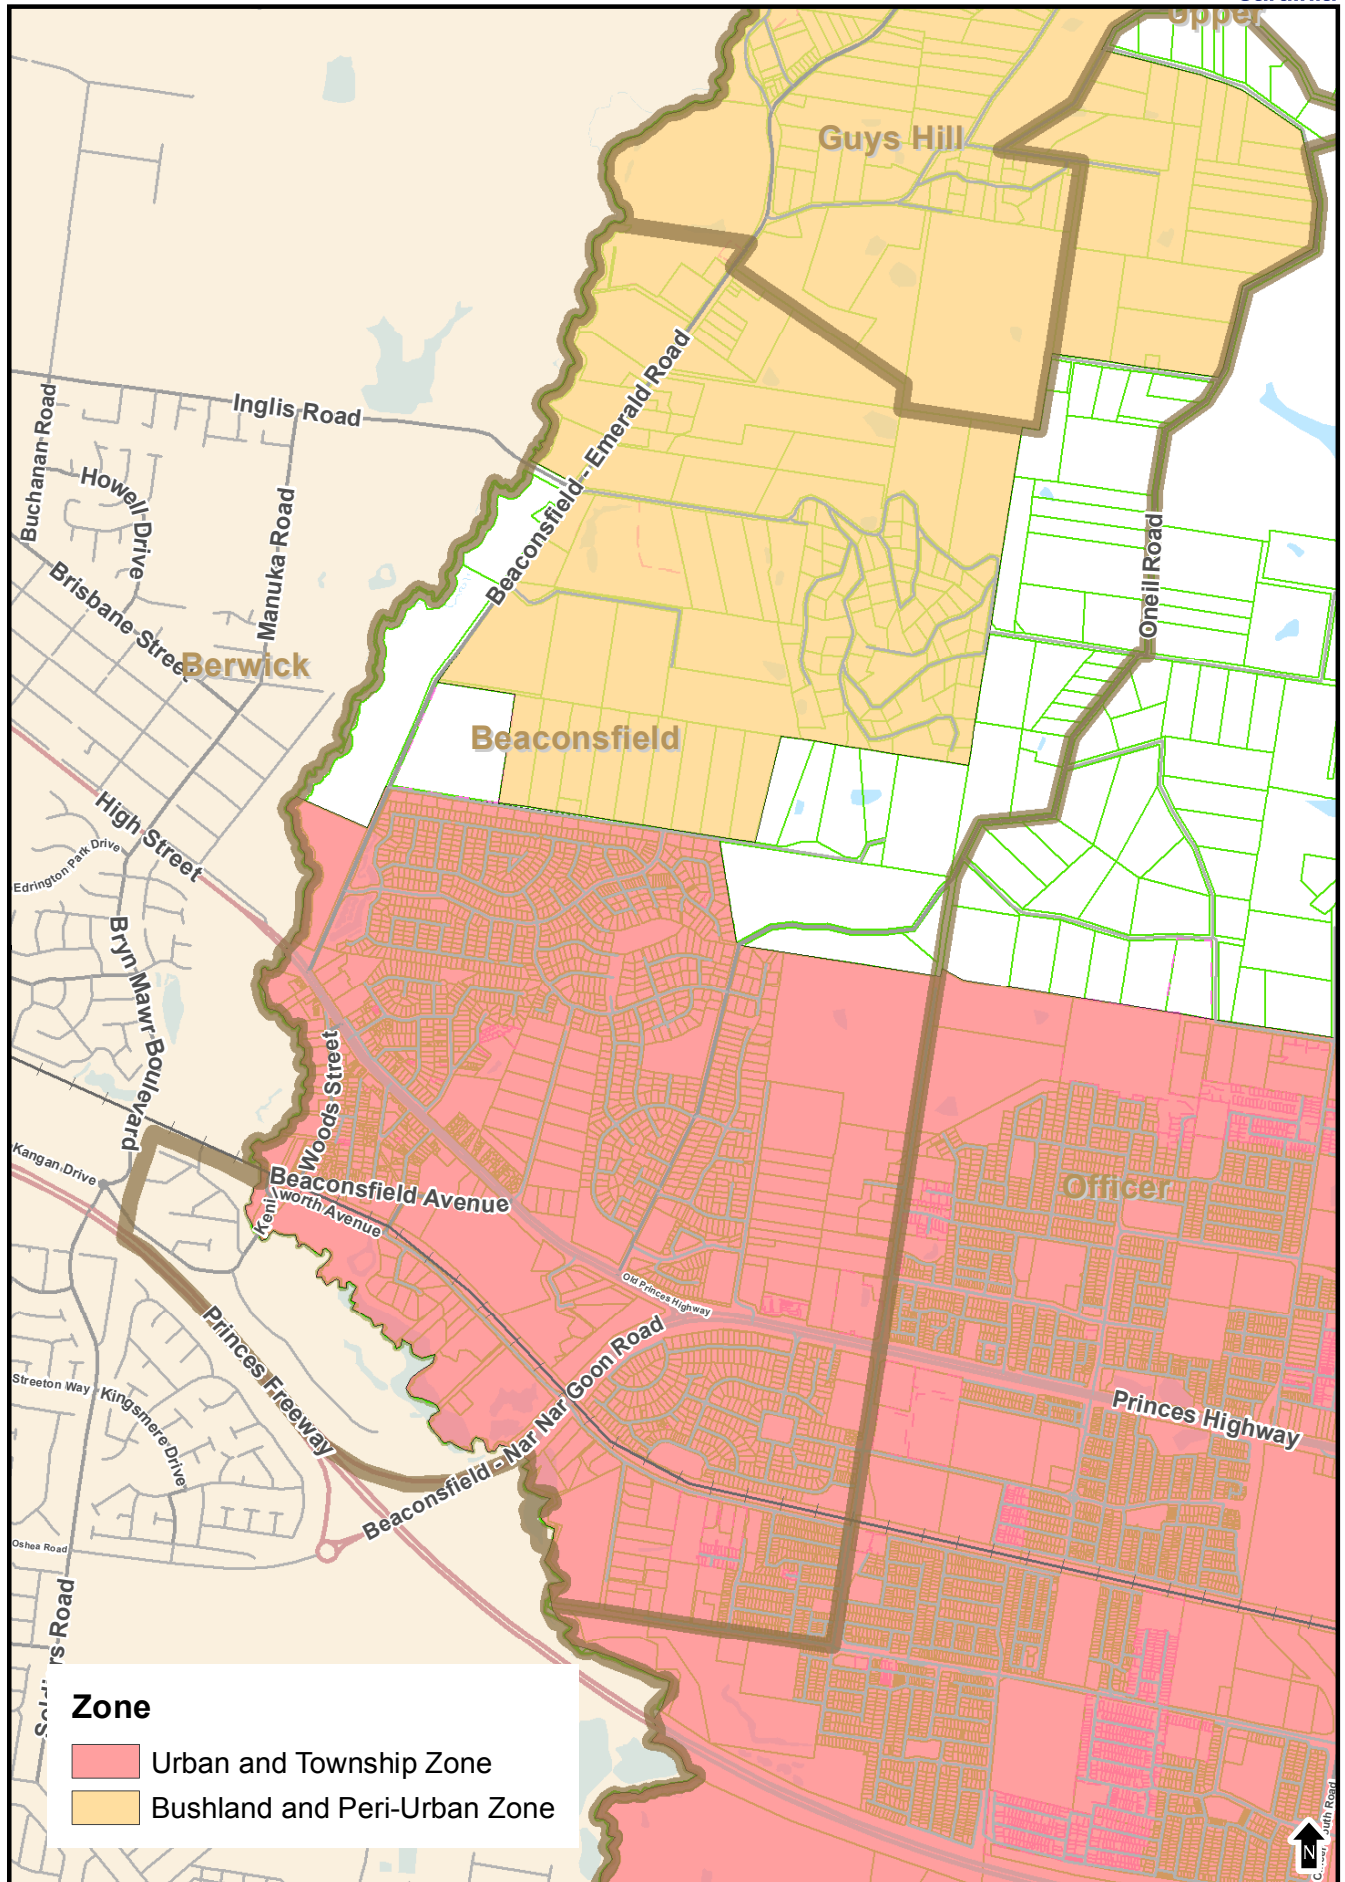 Upper
Guys Hill
Beaconsfield - Emerald Road
Inglis Road
Buchanan Road
Howell Drive
Manuka Road
Brisbane Street
Oneil Road
Berwick
Beaconsfield
High Street
Edrington Park Drive
Bryn Mawr Boulevard
Woods Street
Kangan Drive
Beaconsfield Avenue
Officer
Old Princes Highway
Princes Freeway
Streeton Way
Kingsmere Drive
Princes Highway
Beaconsfield - Nar Nar Goon Road
Oshea Road
Zone
Urban and Township Zone
Bushland and Peri-Urban Zone
N